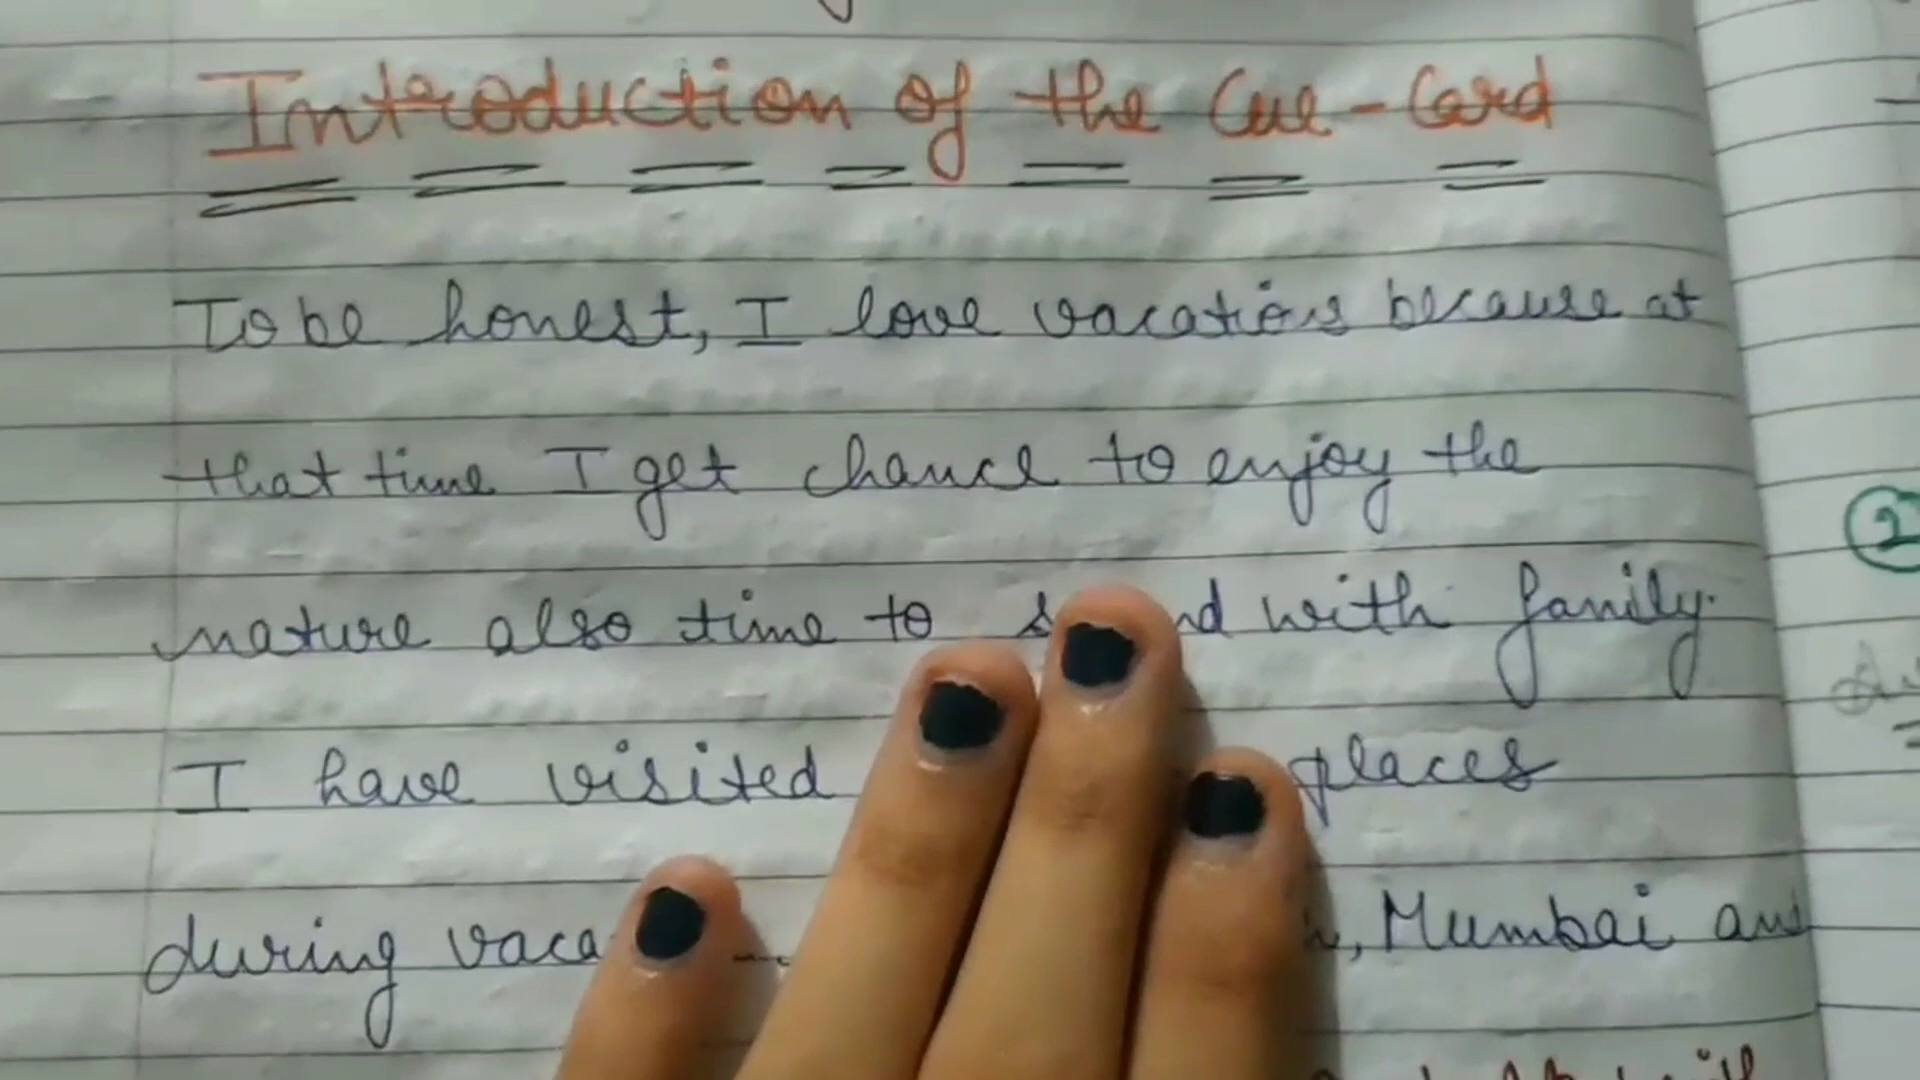 Introduction of the Cue-Card
To be honest, I love vacations because at
that time I get chance to enjoy the
nature also time to with family.
I have visited places
during , Mumbai and
2